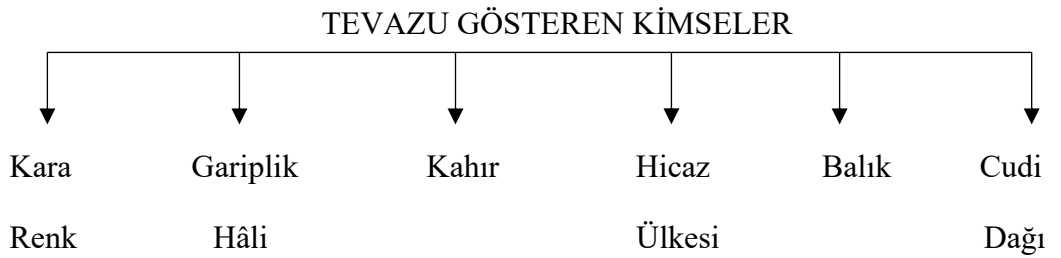 TEVAZU GÖSTEREN KİMSELER
Kara Gariplik Kahır Hicaz Balık Cudi
Renk Hâli Ülkesi Dağı